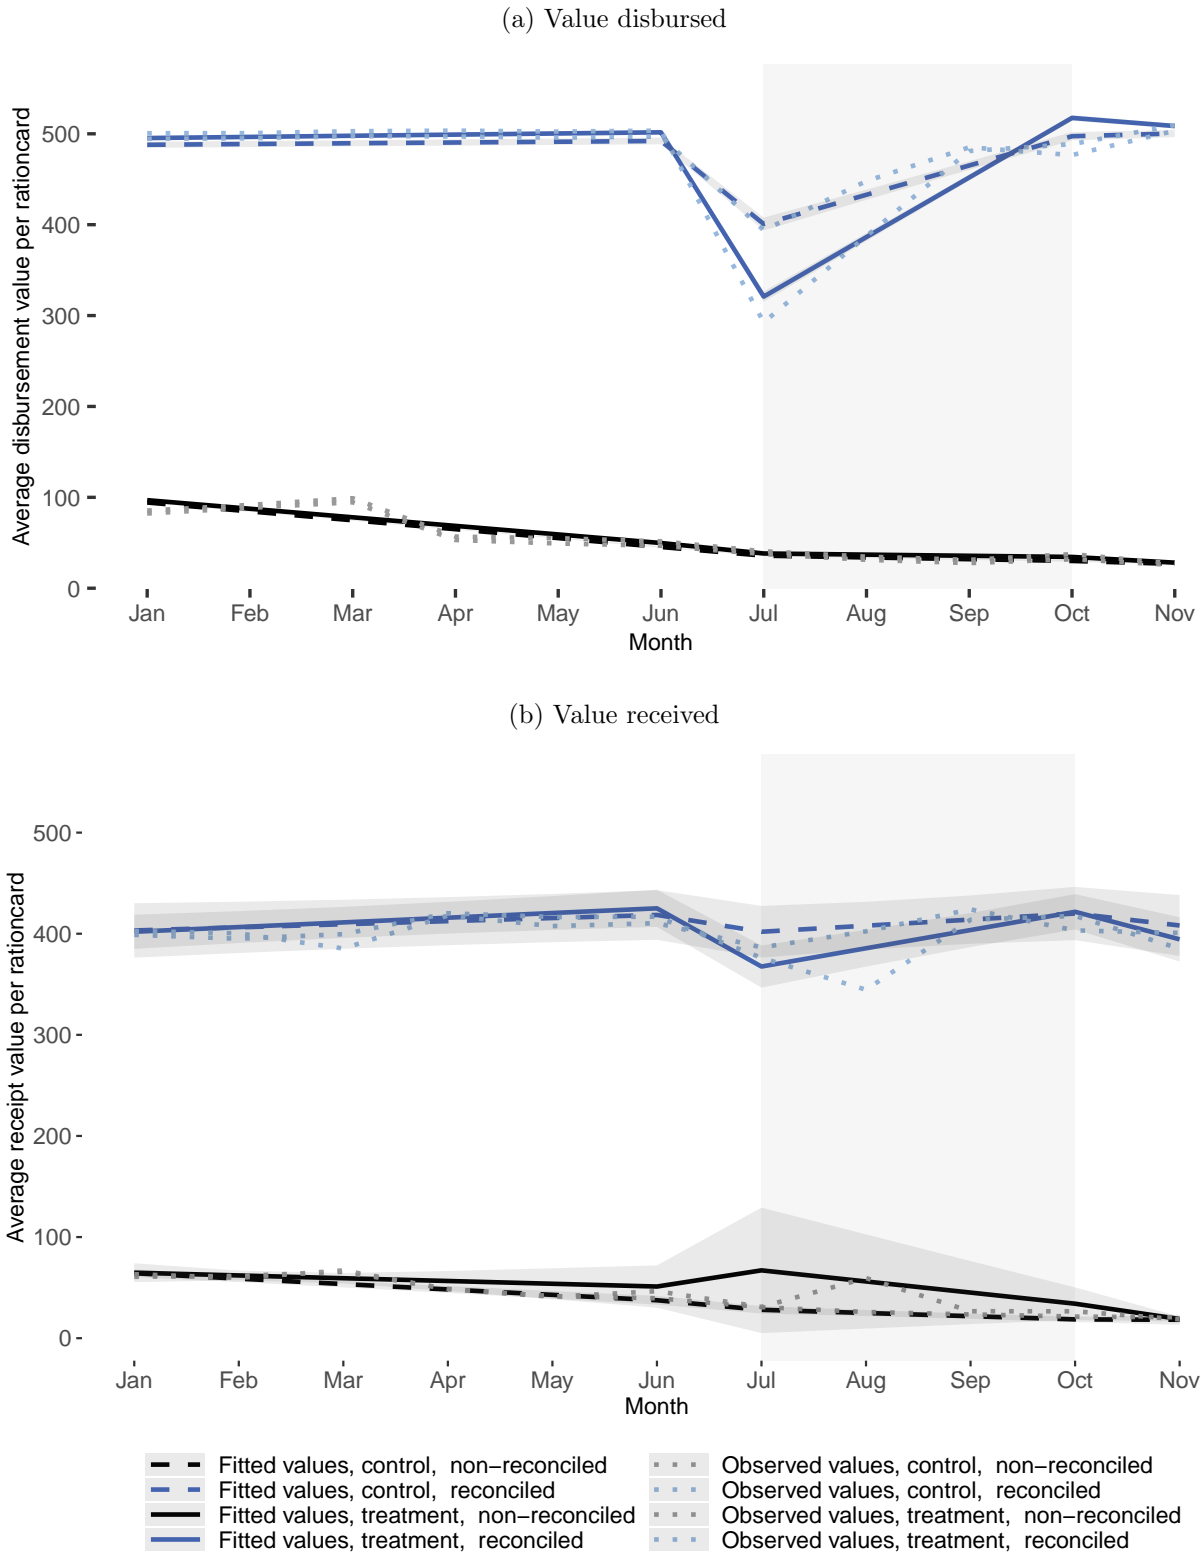 (a) Value disbursed
Average disbursement value per rationcard
500
400
300
200
100
0
Jan Feb Mar Apr May Jun Jul Aug Sep Oct Nov
Month
(b) Value received
Average receipt value per rationcard
500
400
300
200
100
0
Jan Feb Mar Apr May Jun Jul Aug Sep Oct Nov
Month
Fitted values, control, non−reconciled
Fitted values, control, reconciled
Fitted values, treatment, non−reconciled
Fitted values, treatment, reconciled
Observed values, control, non−reconciled
Observed values, control, reconciled
Observed values, treatment, non−reconciled
Observed values, treatment, reconciled